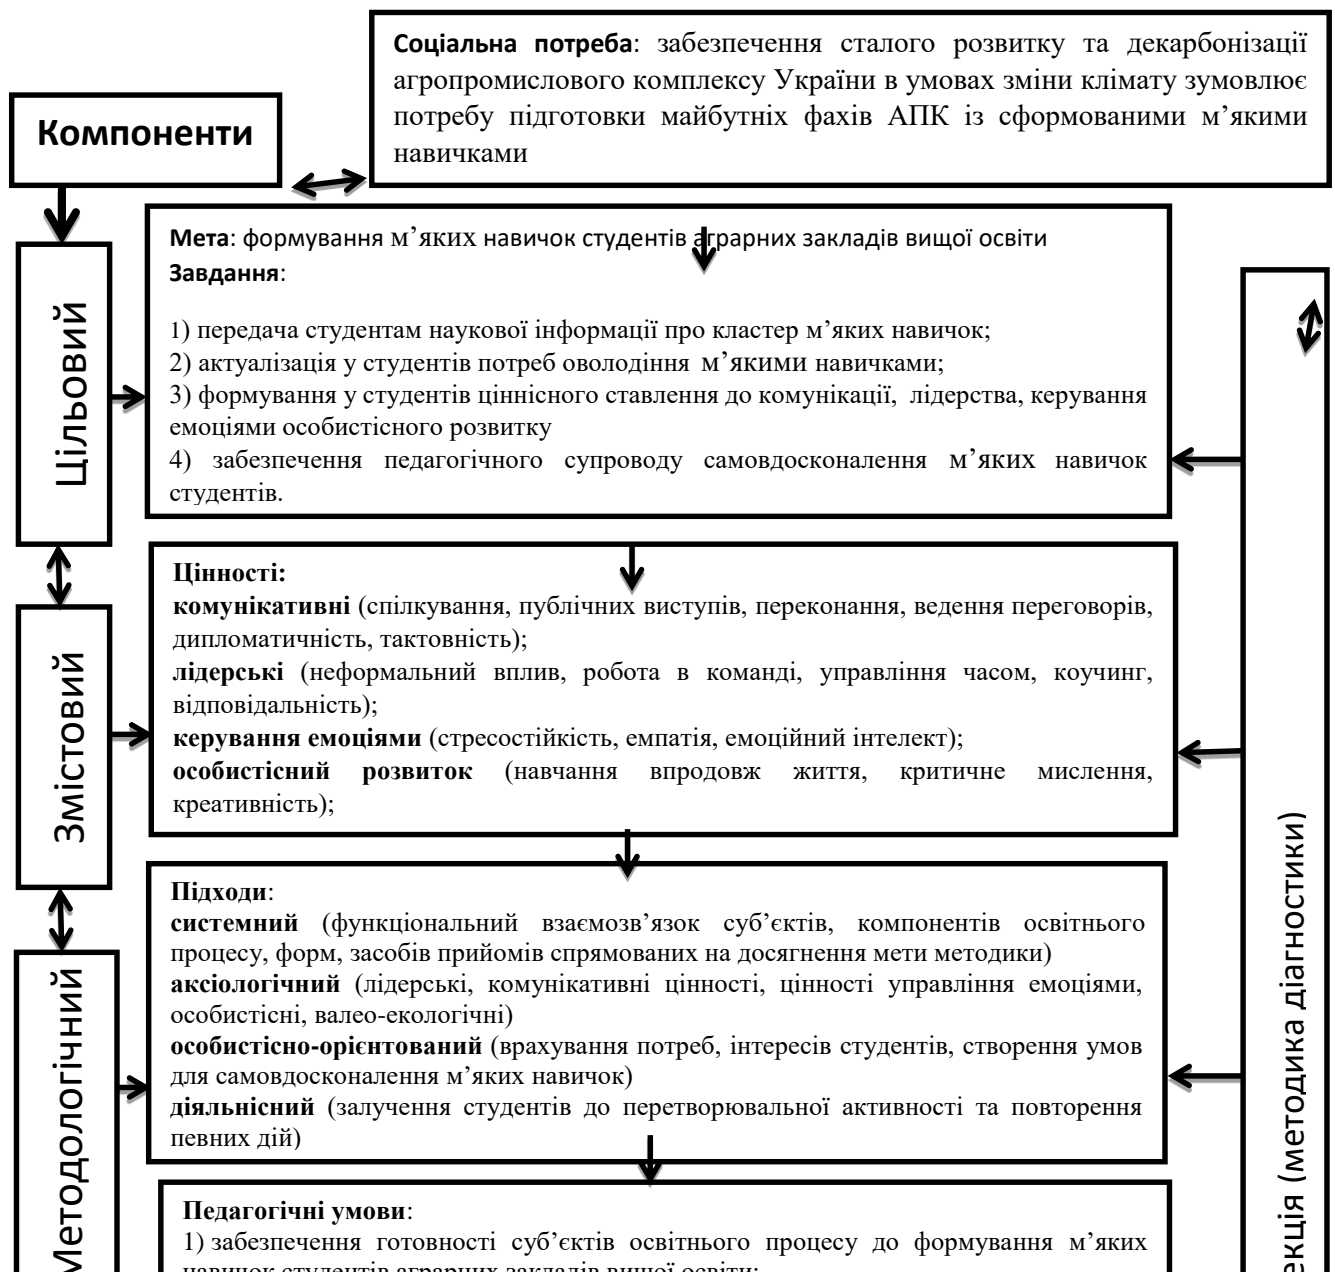 Соціальна потреба: забезпечення сталого розвитку та декарбонізації
агропромислового комплексу України в умовах зміни клімату зумовлює
потребу підготовки майбутніх фахів АПК із сформованими м’якими
навичками
Компоненти
Цільовий
Мета: формування м’яких навичок студентів аграрних закладів вищої освіти
Завдання:
1) передача студентам наукової інформації про кластер м’яких навичок;
2) актуалізація у студентів потреб оволодіння м’якими навичками;
3) формування у студентів ціннісного ставлення до комунікації, лідерства, керування
емоціями особистісного розвитку
4) забезпечення педагогічного супроводу самовдосконалення м’яких навичок
студентів.
Змістовий
Цінності:
комунікативні (спілкування, публічних виступів, переконання, ведення переговорів,
дипломатичність, тактовність);
лідерські (неформальний вплив, робота в команді, управління часом, коучинг,
відповідальність);
керування емоціями (стресостійкість, емпатія, емоційний інтелект);
особистісний розвиток (навчання впродовж життя, критичне мислення,
креативність);
Методологічний
Підходи:
системний (функціональний взаємозв’язок суб’єктів, компонентів освітнього
процесу, форм, засобів прийомів спрямованих на досягнення мети методики)
аксіологічний (лідерські, комунікативні цінності, цінності управління емоціями,
особистісні, валео-екологічні)
особистісно-орієнтований (врахування потреб, інтересів студентів, створення умов
для самовдосконалення м’яких навичок)
діяльнісний (залучення студентів до перетворювальної активності та повторення
певних дій)
Педагогічні умови:
1) забезпечення готовності суб’єктів освітнього процесу до формування м’яких
навичок студентів аграрних закладів вищої освіти;
екція (методика діагностики)